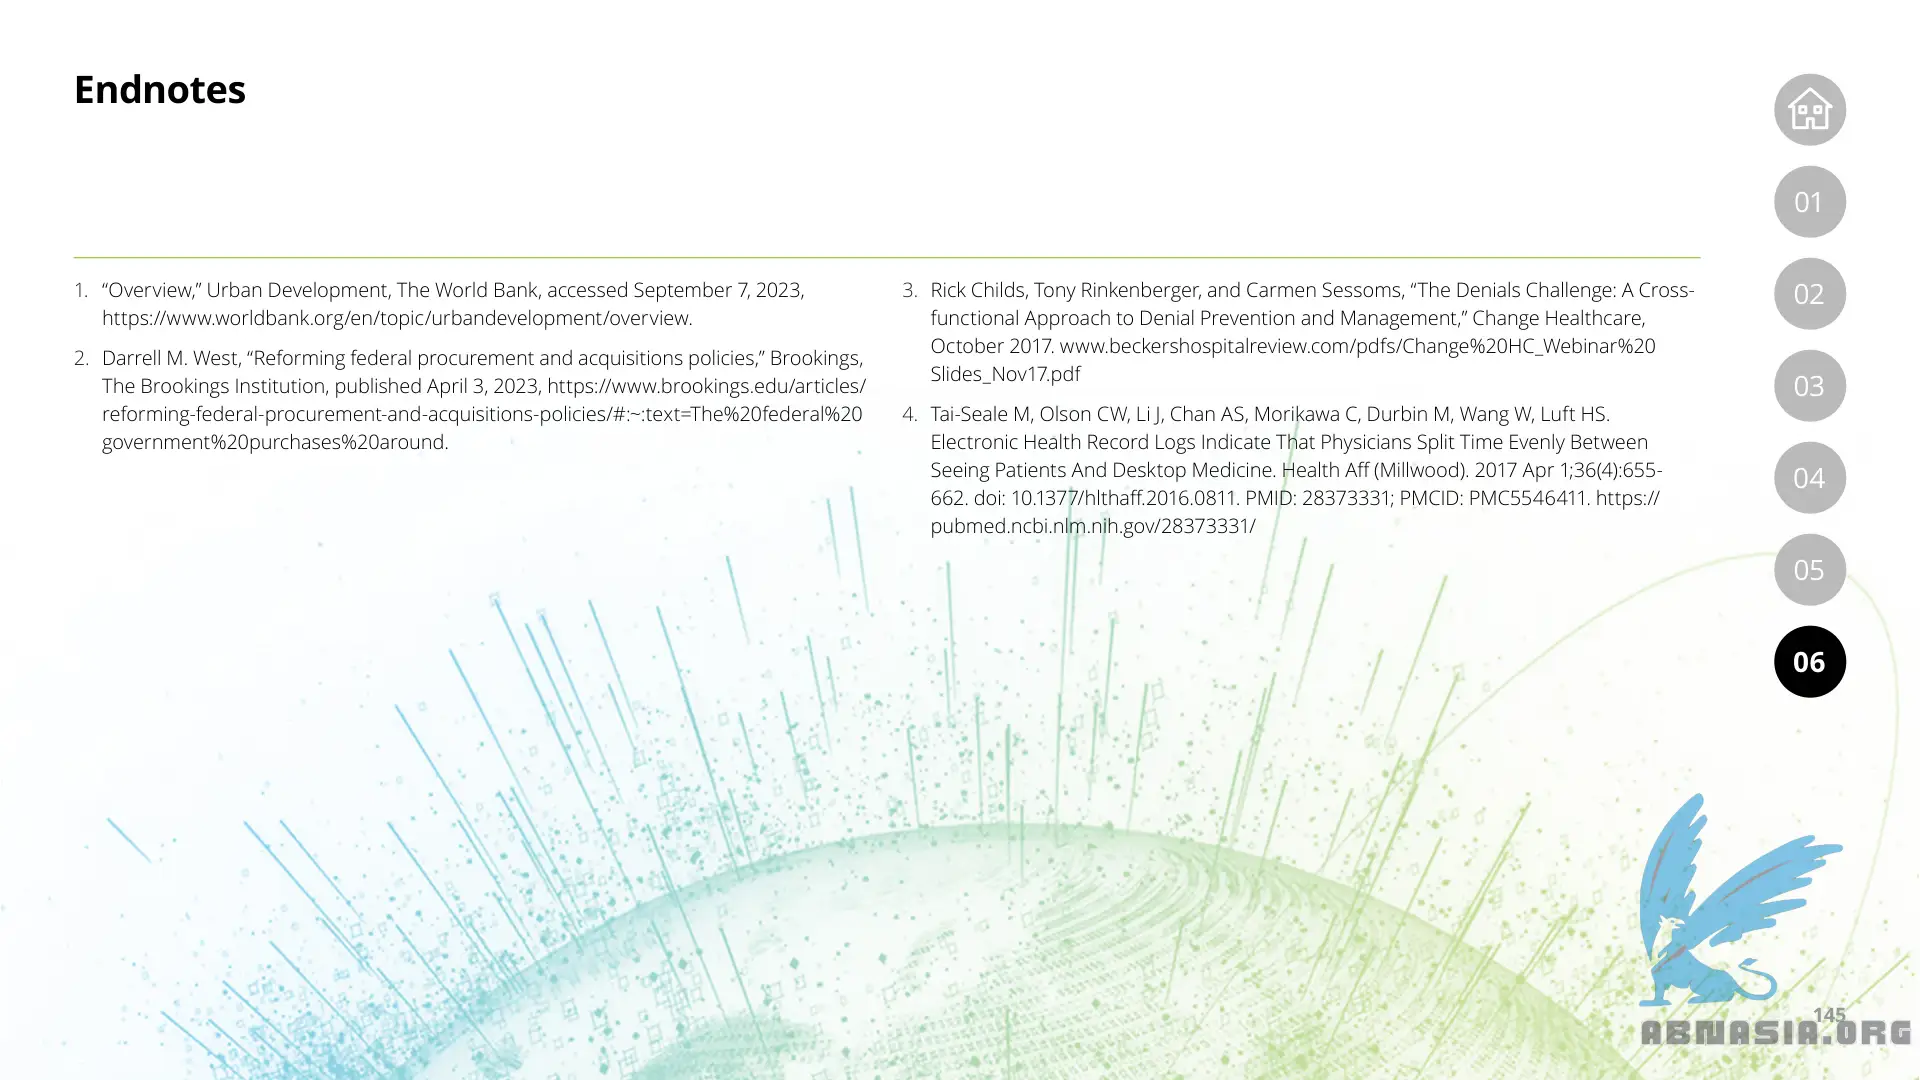 Endnotes
1. “Overview,” Urban Development, The World Bank, accessed September 7, 2023,
https://www.worldbank.org/en/topic/urbandevelopment/overview.
2. Darrell M. West, “Reforming federal procurement and acquisitions policies,” Brookings,
The Brookings Institution, published April 3, 2023, https://www.brookings.edu/articles/
reforming-federal-procurement-and-acquisitions-policies/#:~:text=The%20federal%20
government%20purchases%20around.
3. Rick Childs, Tony Rinkenberger, and Carmen Sessoms, “The Denials Challenge: A Cross-
functional Approach to Denial Prevention and Management,” Change Healthcare,
October 2017. www.beckershospitalreview.com/pdfs/Change%20HC_Webinar%20
Slides_Nov17.pdf
4. Tai-Seale M, Olson CW, Li J, Chan AS, Morikawa C, Durbin M, Wang W, Luft HS.
Electronic Health Record Logs Indicate That Physicians Split Time Evenly Between
Seeing Patients And Desktop Medicine. Health Aff (Millwood). 2017 Apr 1;36(4):655-
662. doi: 10.1377/hlthaff.2016.0811. PMID: 28373331; PMCID: PMC5546411. https://
pubmed.ncbi.nlm.nih.gov/28373331/
01
02
03
04
05
06
145
ABNASIA.ORG